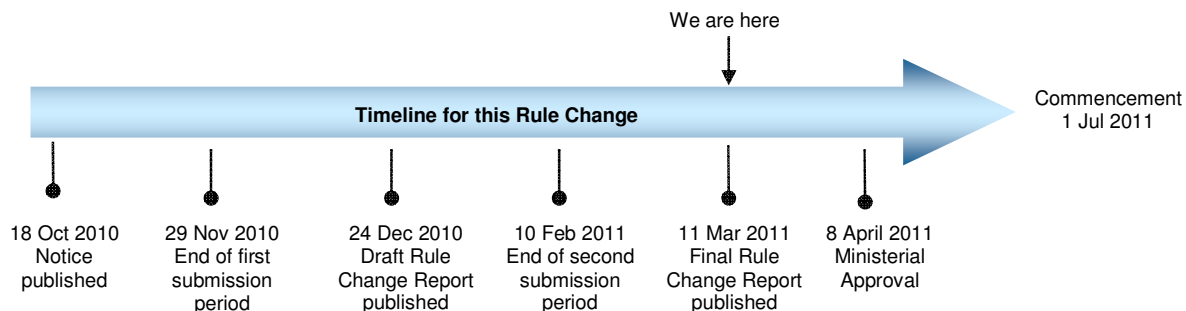 We are here
Timeline for this Rule Change
Commencement
1 Jul 2011
18 Oct 2010
Notice
published
29 Nov 2010
End of first
submission
period
24 Dec 2010
Draft Rule
Change Report
published
10 Feb 2011
End of second
submission
period
11 Mar 2011
Final Rule
Change Report
published
8 April 2011
Ministerial
Approval